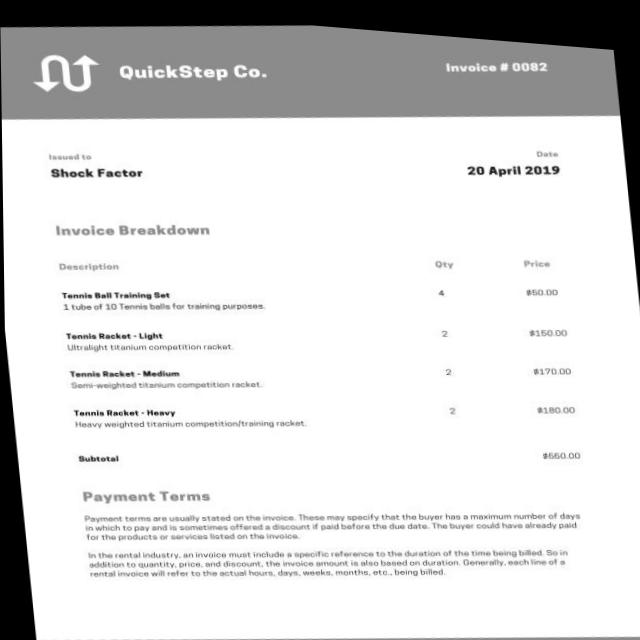 QuickStep Co.
Invoice # 0082
Issued to
Date
Shock Factor
20 April 2019
Invoice Breakdown
Description Qty Price
Tennis Ball Training Set 4 $50.00
1 tube of 10 Tennis balls for training purposes.
Tennis Racket - Light 2 $150.00
Ultralight titanium competition racket.
Tennis Racket - Medium 2 $170.00
Semi-weighted titanium competition racket.
Tennis Racket - Heavy 2 $180.00
Heavy weighted titanium competition/training racket.
Subtotal $550.00
Payment Terms
Payment terms are usually stated on the invoice. These may specify that the buyer has a maximum number of days
in which to pay and is sometimes offered a discount if paid before the due date. The buyer could have already paid
for the products or services listed on the invoice.
In the rental industry, an invoice must include a specific reference to the duration of the time being billed. So in
addition to quantity, price, and discount, the invoice amount is also based on duration. Generally, each line of a
rental invoice will refer to the actual hours, days, weeks, months, etc., being billed.